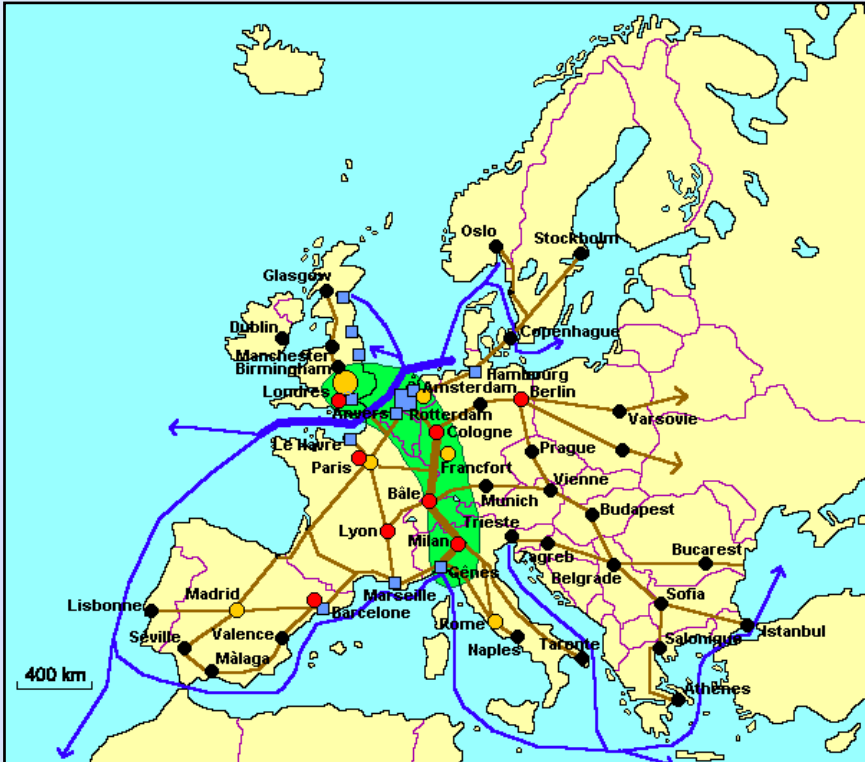 Oslo
Stockholm
Glasgow
Dublin
Copenhague
Manchester
Birmingham
Hambourg
Londres
Amsterdam
Berlin
Anvers
Rotterdam
Varsovie
Cologne
Le Havre
Prague
Paris
Francfort
Vienne
Bâle
Munich
Budapest
Lyon
Trieste
Milan
Zagreb
Bucarest
Gênes
Belgrade
Marseille
Sofia
Madrid
Lisbonne
Barcelone
Rome
Istanbul
Séville
Valence
Naples
Tarente
Salonique
Màlaga
400 km
Athènes